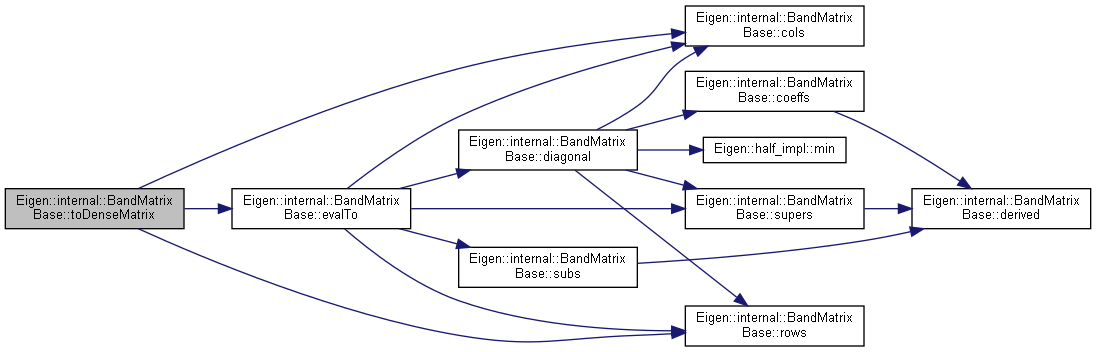 Eigen::internal::BandMatrix
Base::toDenseMatrix
Eigen::internal::BandMatrix
Base::evalTo
Eigen::internal::BandMatrix
Base::diagonal
Eigen::internal::BandMatrix
Base::subs
Eigen::internal::BandMatrix
Base::cols
Eigen::internal::BandMatrix
Base::coeffs
Eigen::half_impl::min
Eigen::internal::BandMatrix
Base::supers
Eigen::internal::BandMatrix
Base::rows
Eigen::internal::BandMatrix
Base::derived